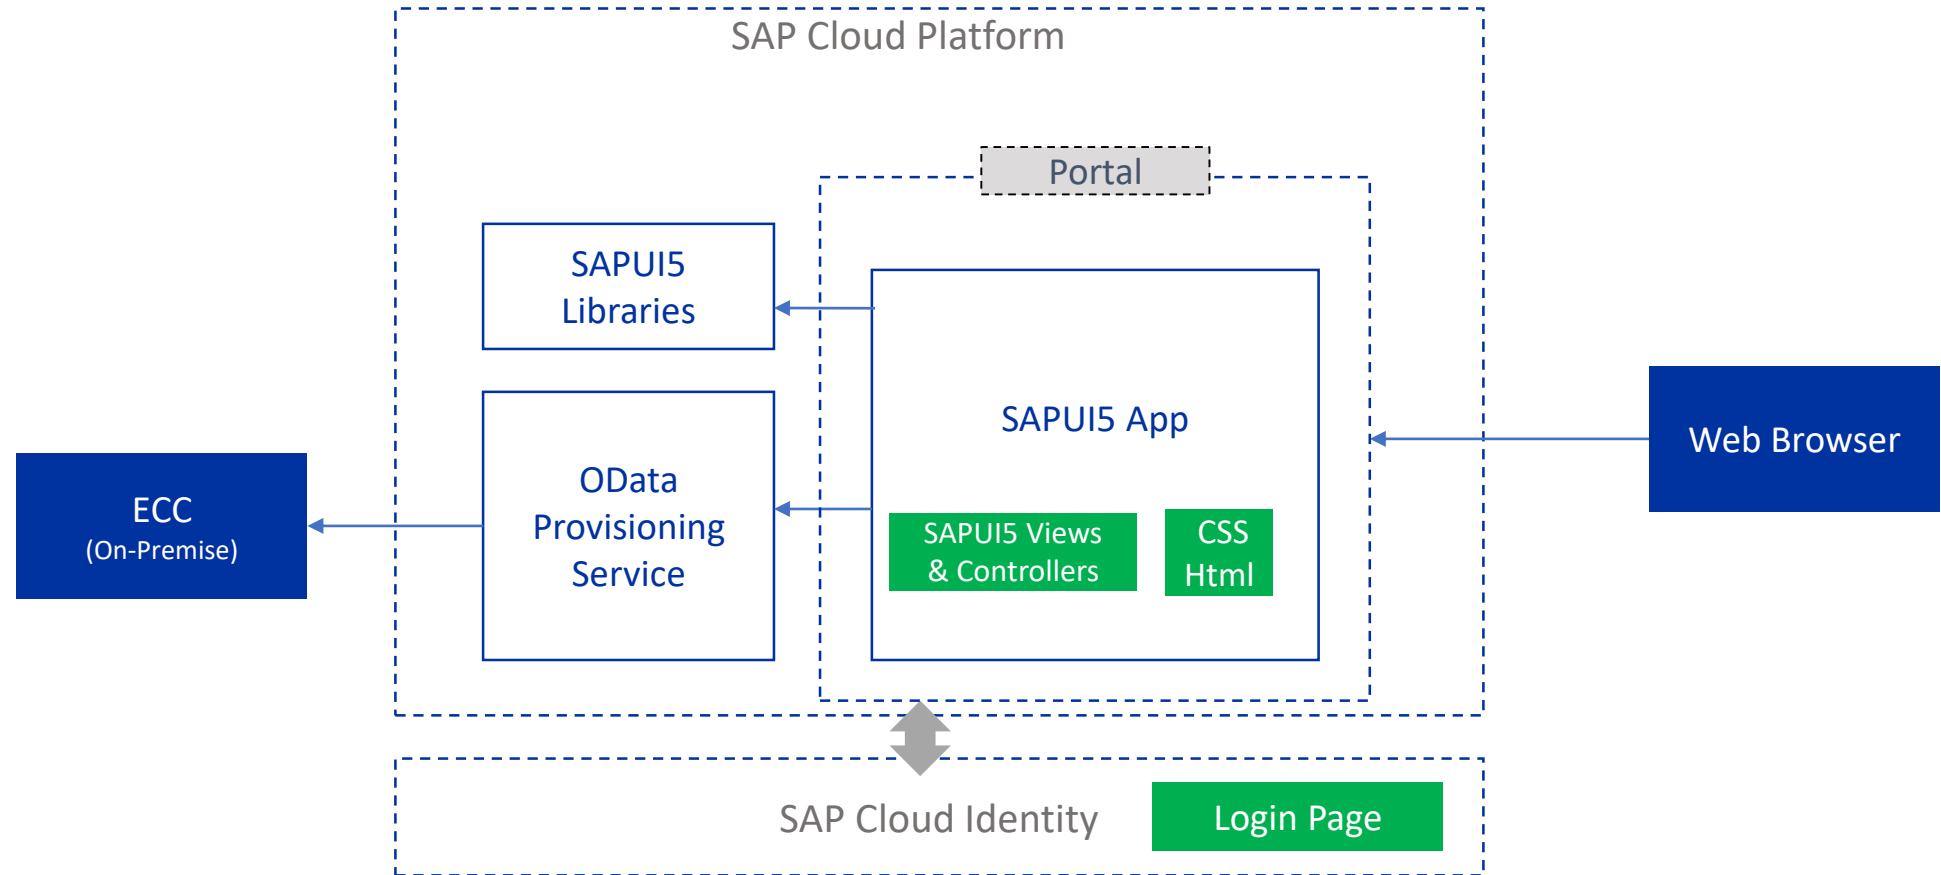 SAP Cloud Platform
Portal
SAPUI5
Libraries
SAPUI5 App
Web Browser
OData
Provisioning
Service
ECC
(On-Premise)
SAPUI5 Views
& Controllers
CSS
Html
SAP Cloud Identity
Login Page